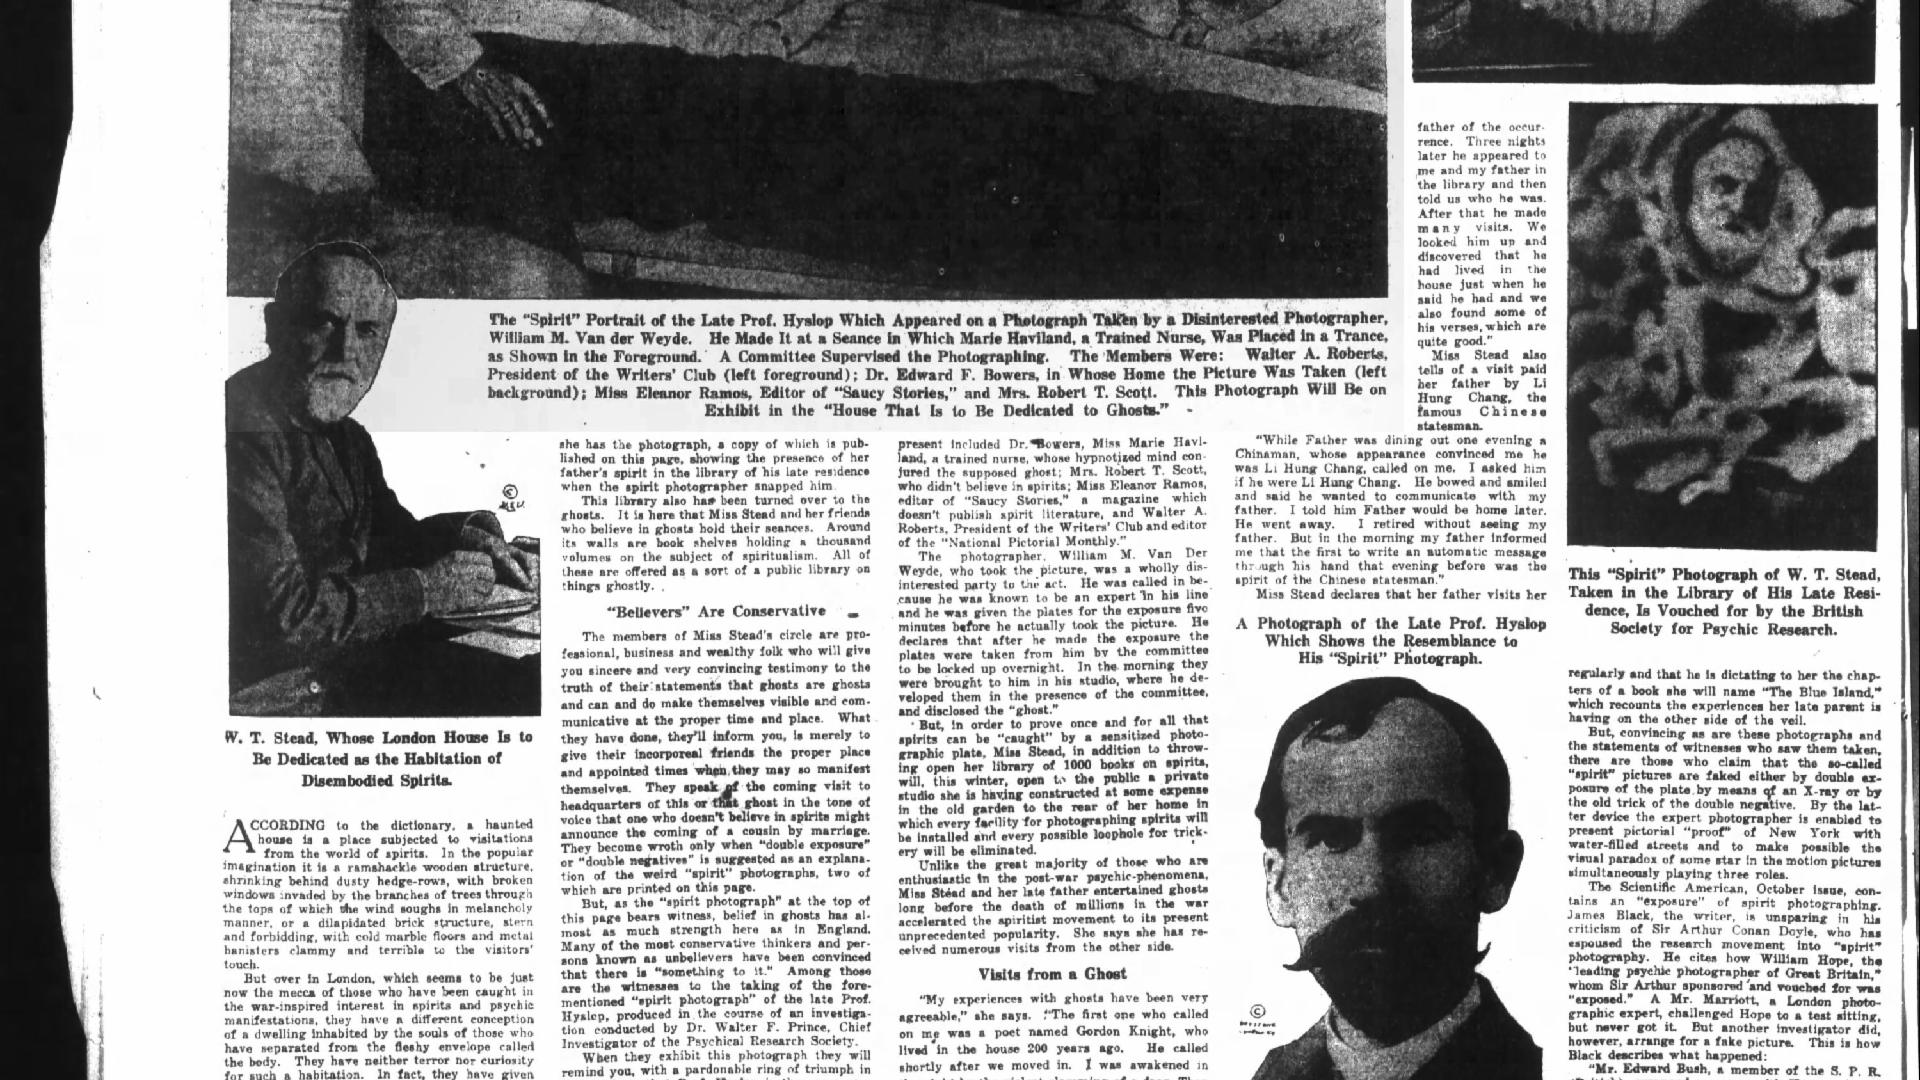 The "Spirit" Portrait of the Late Prof. Hyslop Which Appeared on a Photograph Taken by a Disinterested Photographer,
William M. Van der Weyde. He Made It at a Seance in Which Marie Haviland, a Trained Nurse, Was Placed in a Trance,
as Shown in the Foreground. A Committee Supervised the Photographing. The Members Were: Walter A. Roberts,
President of the Writers' Club (left foreground); Dr. Edward F. Bowers, in Whose Home the Picture Was Taken (left
background); Miss Eleanor Ramos, Editor of "Saucy Stories," and Mrs. Robert T. Scott. This Photograph Will Be on
Exhibit in the "House That Is to Be Dedicated to Ghosts."
W. T. Stead, Whose London House Is to
Be Dedicated as the Habitation of
Disembodied Spirits.
ACCORDING to the dictionary, a haunted
house is a place subjected to visitations
from the world of spirits. In the popular
imagination it is a ramshackle wooden structure,
shrinking behind dusty hedge-rows, with broken
windows invaded by the branches of trees through
the tops of which the wind soughs in melancholy
manner, or a dilapidated brick structure, stern
and forbidding, with cold marble floors and metal
banisters clammy and terrible to the visitors'
touch.
But over in London, which seems to be just
now the mecca of those who have been caught in
the war-inspired interest in spirits and psychic
manifestations, they have a different conception
of a dwelling inhabited by the souls of those who
have separated from the fleshy envelope called
the body. They have neither terror nor curiosity
for such a habitation. In fact, they have given
she has the photograph, a copy of which is pub-
lished on this page, showing the presence of her
father's spirit in the library of his late residence
when the spirit photographer snapped him.
This library also has been turned over to the
ghosts. It is here that Miss Stead and her friends
who believe in ghosts hold their seances. Around
its walls are book shelves holding a thousand
volumes on the subject of spiritualism. All of
these are offered as a sort of a public library on
things ghostly.
"Believers" Are Conservative
The members of Miss Stead's circle are pro-
fessional, business and wealthy folk who will give
you sincere and very convincing testimony to the
truth of their statements that ghosts are ghosts
and can and do make themselves visible and com-
municative at the proper time and place. What
they have done, they'll inform you, is merely to
give their incorporeal friends the proper place
and appointed times when they may so manifest
themselves. They speak of the coming visit to
headquarters of this or that ghost in the tone of
voice that one who doesn't believe in spirits might
announce the coming of a cousin by marriage.
They become wroth only when "double exposure"
or "double negatives" is suggested as an explana-
tion of the weird "spirit" photographs, two of
which are printed on this page.
But, as the "spirit photograph" at the top of
this page bears witness, belief in ghosts has al-
most as much strength here as in England.
Many of the most conservative thinkers and per-
sons known as unbelievers have been convinced
that there is "something to it." Among those
are the witnesses to the taking of the fore-
mentioned "spirit photograph" of the late Prof.
Hyslop, produced in the course of an investiga-
tion conducted by Dr. Walter F. Prince, Chief
Investigator of the Psychical Research Society.
When they exhibit this photograph they will
remind you, with a pardonable ring of triumph in
present included Dr. Bowers, Miss Marie Havi-
land, a trained nurse, whose hypnotized mind con-
jured the supposed ghost; Mrs. Robert T. Scott,
who didn't believe in spirits; Miss Eleanor Ramos,
editor of "Saucy Stories," a magazine which
doesn't publish spirit literature, and Walter A.
Roberts, President of the Writers' Club and editor
of the "National Pictorial Monthly."
The photographer, William M. Van Der
Weyde, who took the picture, was a wholly dis-
interested party to the act. He was called in be-
cause he was known to be an expert in his line
and he was given the plates for the exposure five
minutes before he actually took the picture. He
declares that after he made the exposure the
plates were taken from him by the committee
to be locked up overnight. In the morning they
were brought to him in his studio, where he de-
veloped them in the presence of the committee,
and disclosed the "ghost."
But, in order to prove once and for all that
spirits can be "caught" by a sensitized photo-
graphic plate, Miss Stead, in addition to throw-
ing open her library of 1000 books on spirits,
will, this winter, open to the public a private
studio she is having constructed at some expense
in the old garden to the rear of her home in
which every facility for photographing spirits will
be installed and every possible loophole for trick-
ery will be eliminated.
Unlike the great majority of those who are
enthusiastic in the post-war psychic-phenomena,
Miss Stead and her late father entertained ghosts
long before the death of millions in the war
accelerated the spiritist movement to its present
unprecedented popularity. She says she has re-
ceived numerous visits from the other side.
Visits from a Ghost
"My experiences with ghosts have been very
agreeable," she says. "The first one who called
on me was a poet named Gordon Knight, who
lived in the house 200 years ago. He called
shortly after we moved in. I was awakened in
father of the occur-
rence. Three nights
later he appeared to
me and my father in
the library and then
told us who he was.
After that he made
many visits. We
looked him up and
discovered that he
had lived in the
house just when he
said he had and we
also found some of
his verses, which are
quite good."
Miss Stead also
tells of a visit paid
her father by Li
Hung Chang, the
famous Chinese
statesman.
"While Father was dining out one evening a
Chinaman, whose appearance convinced me he
was Li Hung Chang, called on me. I asked him
if he were Li Hung Chang. He bowed and smiled
and said he wanted to communicate with my
father. I told him Father would be home later.
He went away. I retired without seeing my
father. But in the morning my father informed
me that the first to write an automatic message
through his hand that evening before was the
spirit of the Chinese statesman."
Miss Stead declares that her father visits her
A Photograph of the Late Prof. Hyslop
Which Shows the Resemblance to
His "Spirit" Photograph.
This "Spirit" Photograph of W. T. Stead,
Taken in the Library of His Late Resi-
dence, Is Vouched for by the British
Society for Psychic Research.
regularly and that he is dictating to her the chap-
ters of a book she will name "The Blue Island,"
which recounts the experiences her late parent is
having on the other side of the veil.
But, convincing as are these photographs and
the statements of witnesses who saw them taken,
there are those who claim that the so-called
"spirit" pictures are faked either by double ex-
posure of the plate by means of an X-ray or by
the old trick of the double negative. By the lat-
ter device the expert photographer is enabled to
present pictorial "proof" of New York with
water-filled streets and to make possible the
visual paradox of some star in the motion pictures
simultaneously playing three roles.
The Scientific American, October issue, con-
tains an "exposure" of spirit photographing.
James Black, the writer, is unsparing in his
criticism of Sir Arthur Conan Doyle, who has
espoused the research movement into "spirit"
photography. He cites how William Hope, the
"leading psychic photographer of Great Britain,"
whom Sir Arthur sponsored and vouched for was
"exposed." A Mr. Marriott, a London photo-
graphic expert, challenged Hope to a test sitting,
but never got it. But another investigator did,
however, arrange for a fake picture. This is how
Black describes what happened:
"Mr. Edward Bush, a member of the S. P. R.